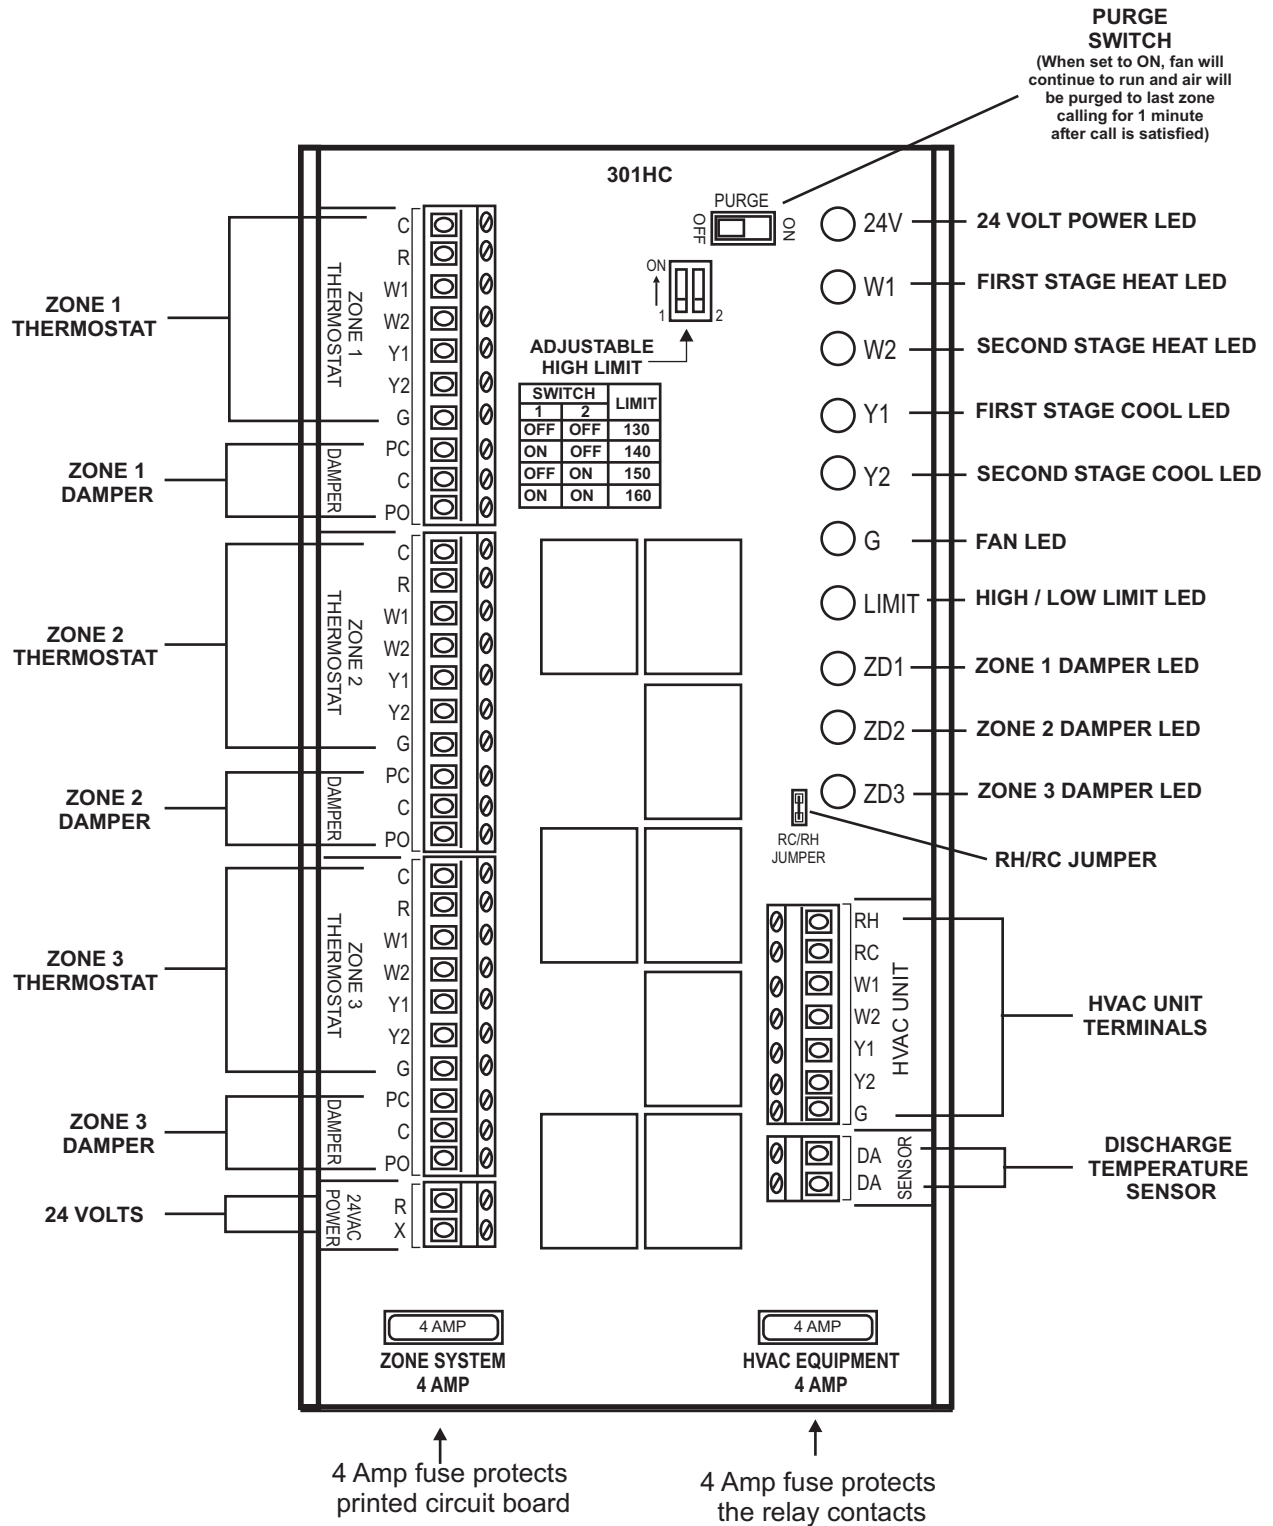 PURGE
SWITCH
(When set to ON, fan will
continue to run and air will
be purged to last zone
calling for 1 minute
after call is satisfied)
301HC
PURGE
OFF
ON
ON
1
2
ADJUSTABLE
HIGH LIMIT
SWITCH LIMIT
1 2
OFF OFF 130
ON OFF 140
OFF ON 150
ON ON 160
ZONE 1
THERMOSTAT
ZONE 1
THERMOSTAT
C
R
W1
W2
Y1
Y2
G
ZONE 1
DAMPER
DAMPER
PC
C
PO
ZONE 2
THERMOSTAT
ZONE 2
THERMOSTAT
C
R
W1
W2
Y1
Y2
G
ZONE 2
DAMPER
DAMPER
PC
C
PO
ZONE 3
THERMOSTAT
ZONE 3
THERMOSTAT
C
R
W1
W2
Y1
Y2
G
ZONE 3
DAMPER
DAMPER
PC
C
PO
24 VOLTS
24VAC
POWER
R
X
24V 24 VOLT POWER LED
W1 FIRST STAGE HEAT LED
W2 SECOND STAGE HEAT LED
Y1 FIRST STAGE COOL LED
Y2 SECOND STAGE COOL LED
G FAN LED
LIMIT HIGH / LOW LIMIT LED
ZD1 ZONE 1 DAMPER LED
ZD2 ZONE 2 DAMPER LED
ZD3 ZONE 3 DAMPER LED
RC/RH
JUMPER
RH/RC JUMPER
RH
RC
W1
W2
Y1
Y2
G
HVAC UNIT
HVAC UNIT
TERMINALS
DA
DA
SENSOR
DISCHARGE
TEMPERATURE
SENSOR
4 AMP
ZONE SYSTEM
4 AMP
4 AMP
HVAC EQUIPMENT
4 AMP
4 Amp fuse protects
printed circuit board
4 Amp fuse protects
the relay contacts